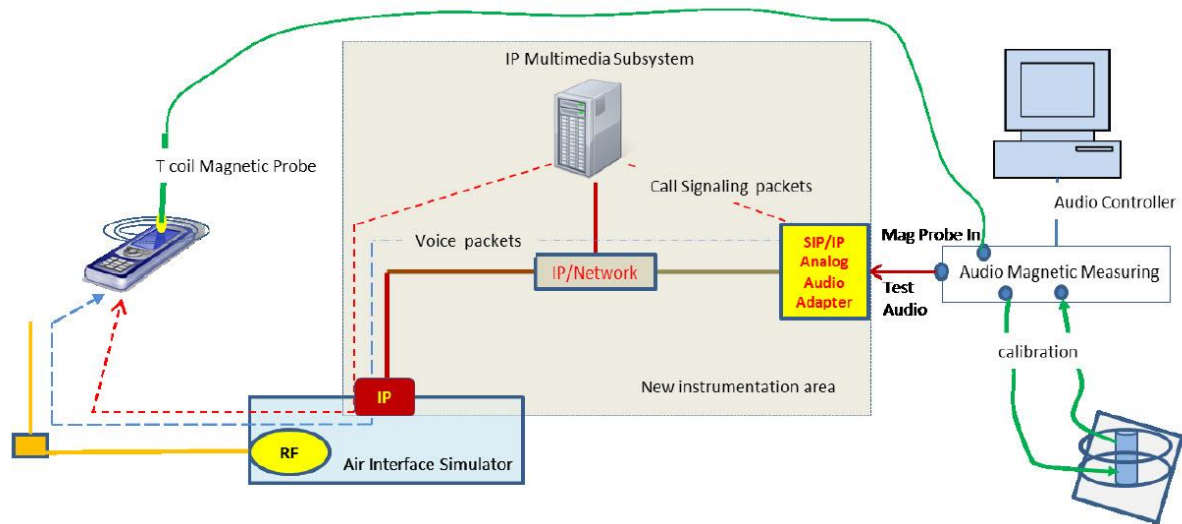 IP Multimedia Subsystem
T coil Magnetic Probe
Call Signaling packets
Audio Controller
Voice packets
SIP/IP
Analog
Audio
Adapter
Mag Probe In
IP/Network
Audio Magnetic Measuring
Test
Audio
calibration
New instrumentation area
IP
RF
Air Interface Simulator